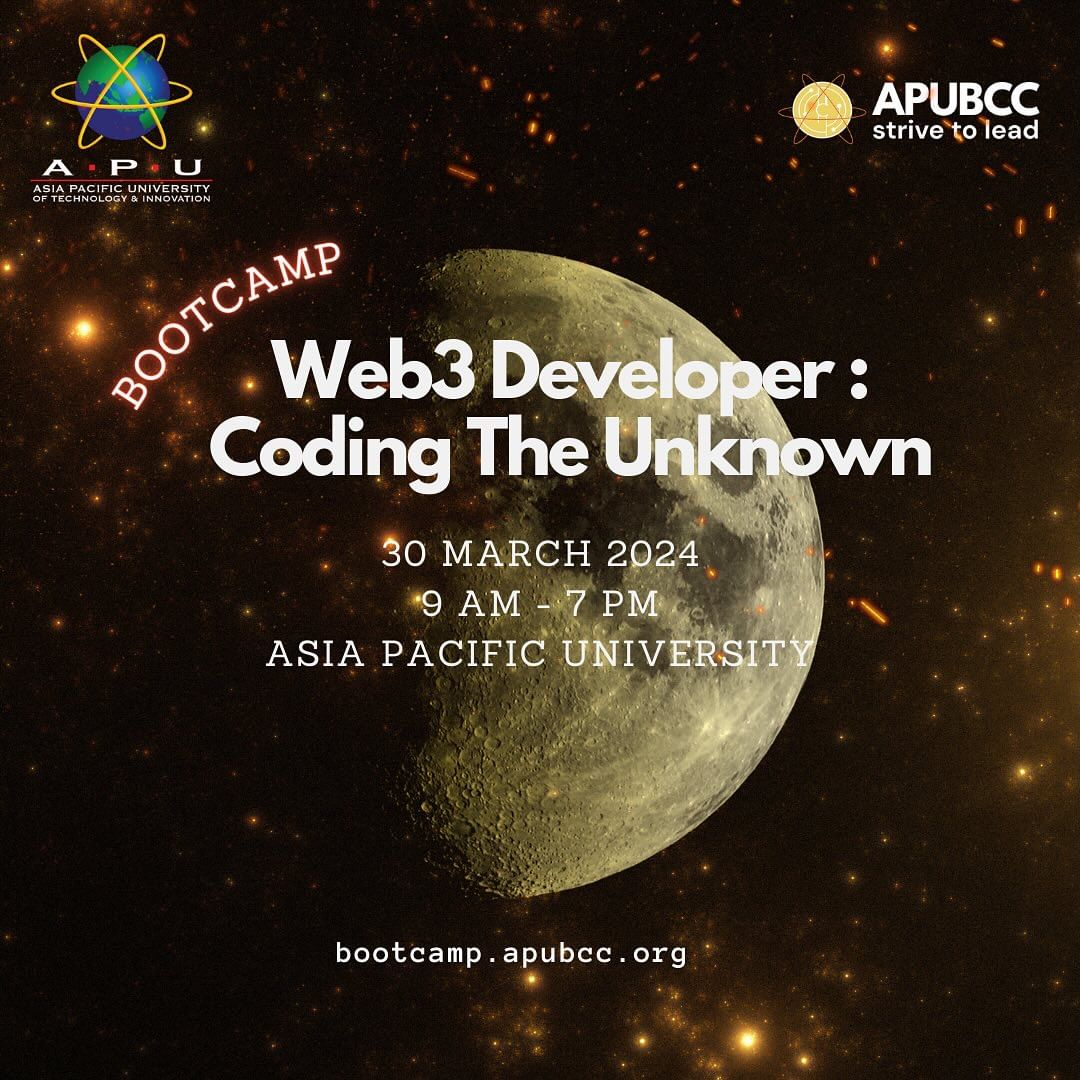 A·P·U
ASIA PACIFIC UNIVERSITY
OF TECHNOLOGY & INNOVATION
APUBCC
strive to lead
BOOTCAMP
Web3 Developer :
Coding The Unknown
30 MARCH 2024
9 AM - 7 PM
ASIA PACIFIC UNIVERSITY
bootcamp.apubcc.org